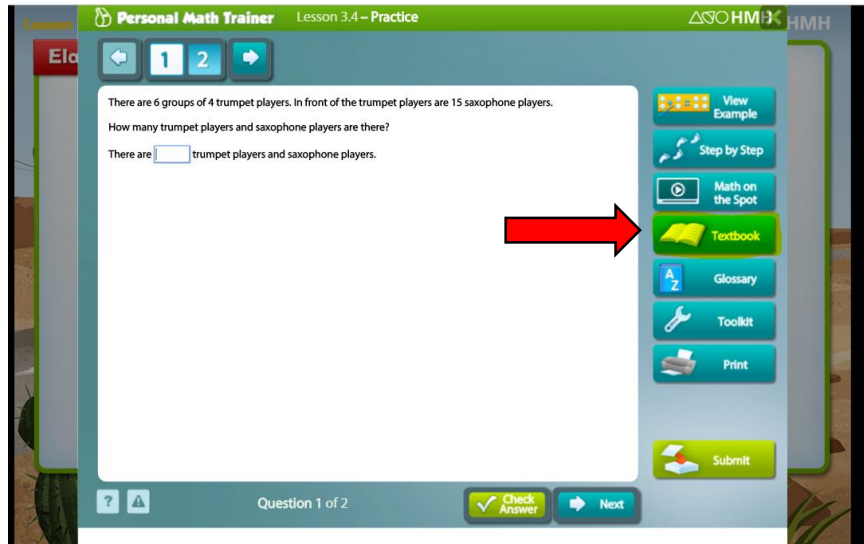 Lesson
Personal Math Trainer Lesson 3.4 – Practice HMH HMH
Ela
1 2
There are 6 groups of 4 trumpet players. In front of the trumpet players are 15 saxophone players.
How many trumpet players and saxophone players are there?
There are trumpet players and saxophone players.
View
Example
Step by Step
Math on
the Spot
Textbook
A
Z
Glossary
Toolkit
Print
Submit
?
Question 1 of 2
Check
Answer
Next